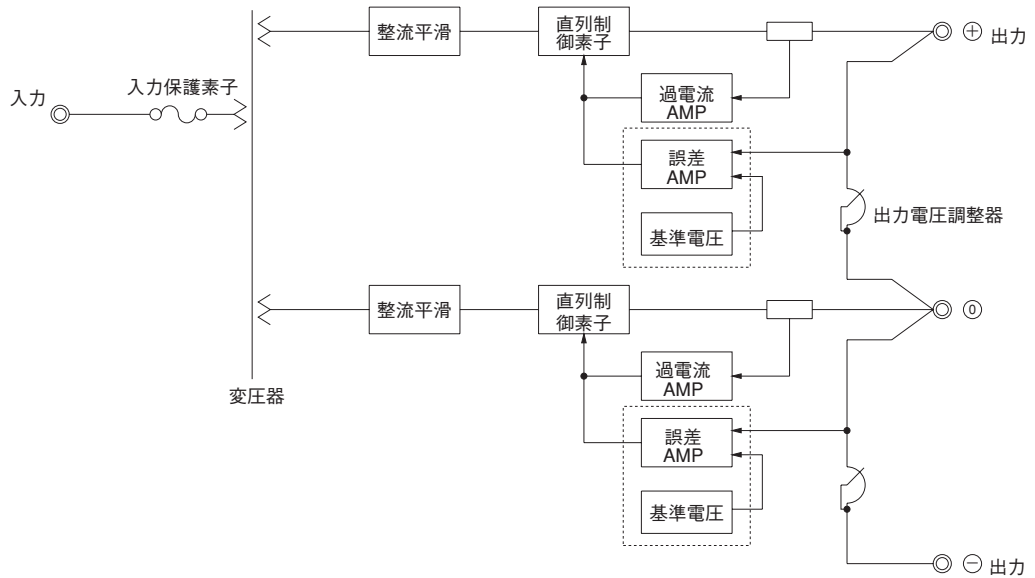 入力
入力保護素子
変圧器
整流平滑
直列制
御素子
過電流
AMP
誤差
AMP
基準電圧
出力電圧調整器
+ 出力
整流平滑
直列制
御素子
過電流
AMP
誤差
AMP
基準電圧
0
− 出力